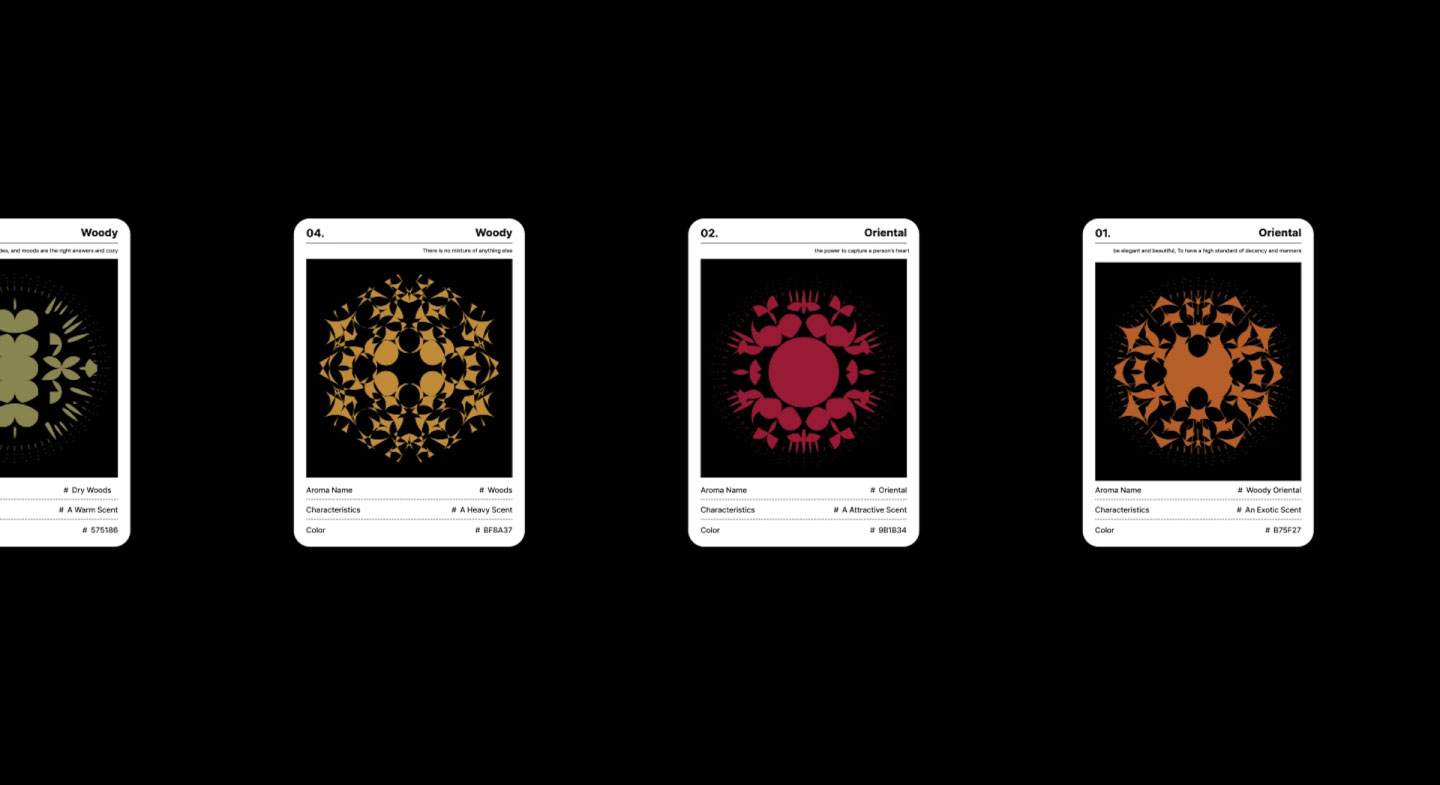 Woody
des, and moods are the right answers and cozy
# Dry Woods
# A Warm Scent
# 575186
04. Woody
There is no mixture of anything else
Aroma Name # Woods
Characteristics # A Heavy Scent
Color # BF8A37
02. Oriental
the power to capture a person's heart
Aroma Name # Oriental
Characteristics # A Attractive Scent
Color # 9B1B34
01. Oriental
be elegant and beautiful, To have a high standard of decency and manners
Aroma Name # Woody Oriental
Characteristics # An Exotic Scent
Color # B75F27